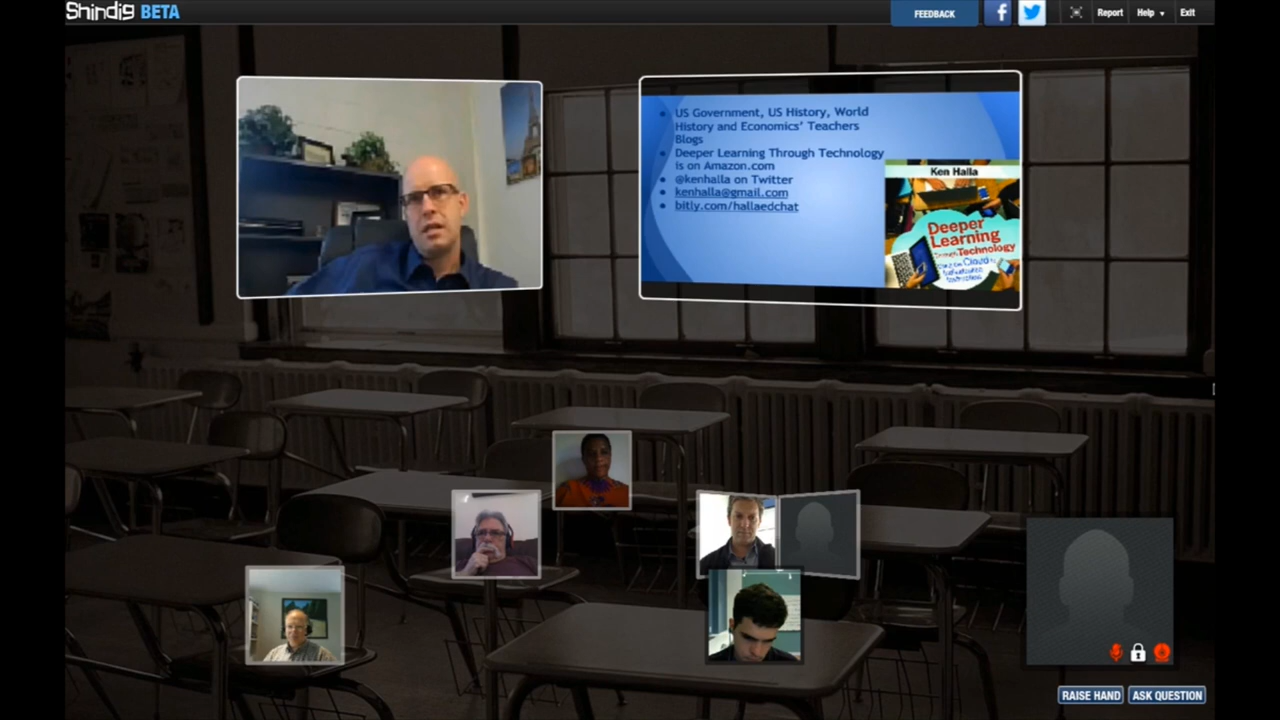 Shindig BETA
FEEDBACK
Report
Help
Exit
US Government, US History, World
History and Economics' Teachers
Blogs
Deeper Learning Through Technology
is on Amazon.com
@kenhalla on Twitter
kenhalla@gmail.com
bitly.com/hallaedchat
Ken Halla
Deeper
Learning
Through Technology
RAISE HAND
ASK QUESTION